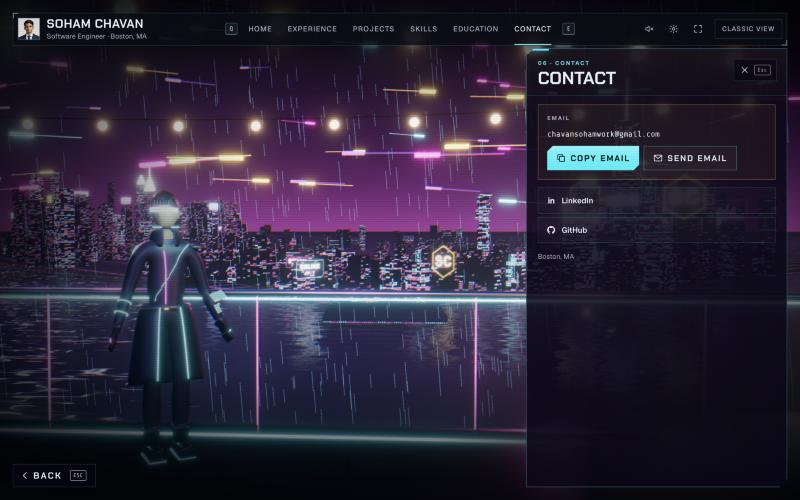 SOHAM CHAVAN
Software Engineer · Boston, MA
Q HOME EXPERIENCE PROJECTS SKILLS EDUCATION CONTACT E
CLASSIC VIEW
06 · CONTACT
CONTACT
Esc
EMAIL
chavansohamwork@gmail.com
COPY EMAIL SEND EMAIL
in LinkedIn
GitHub
Boston, MA
SC
BACK ESC